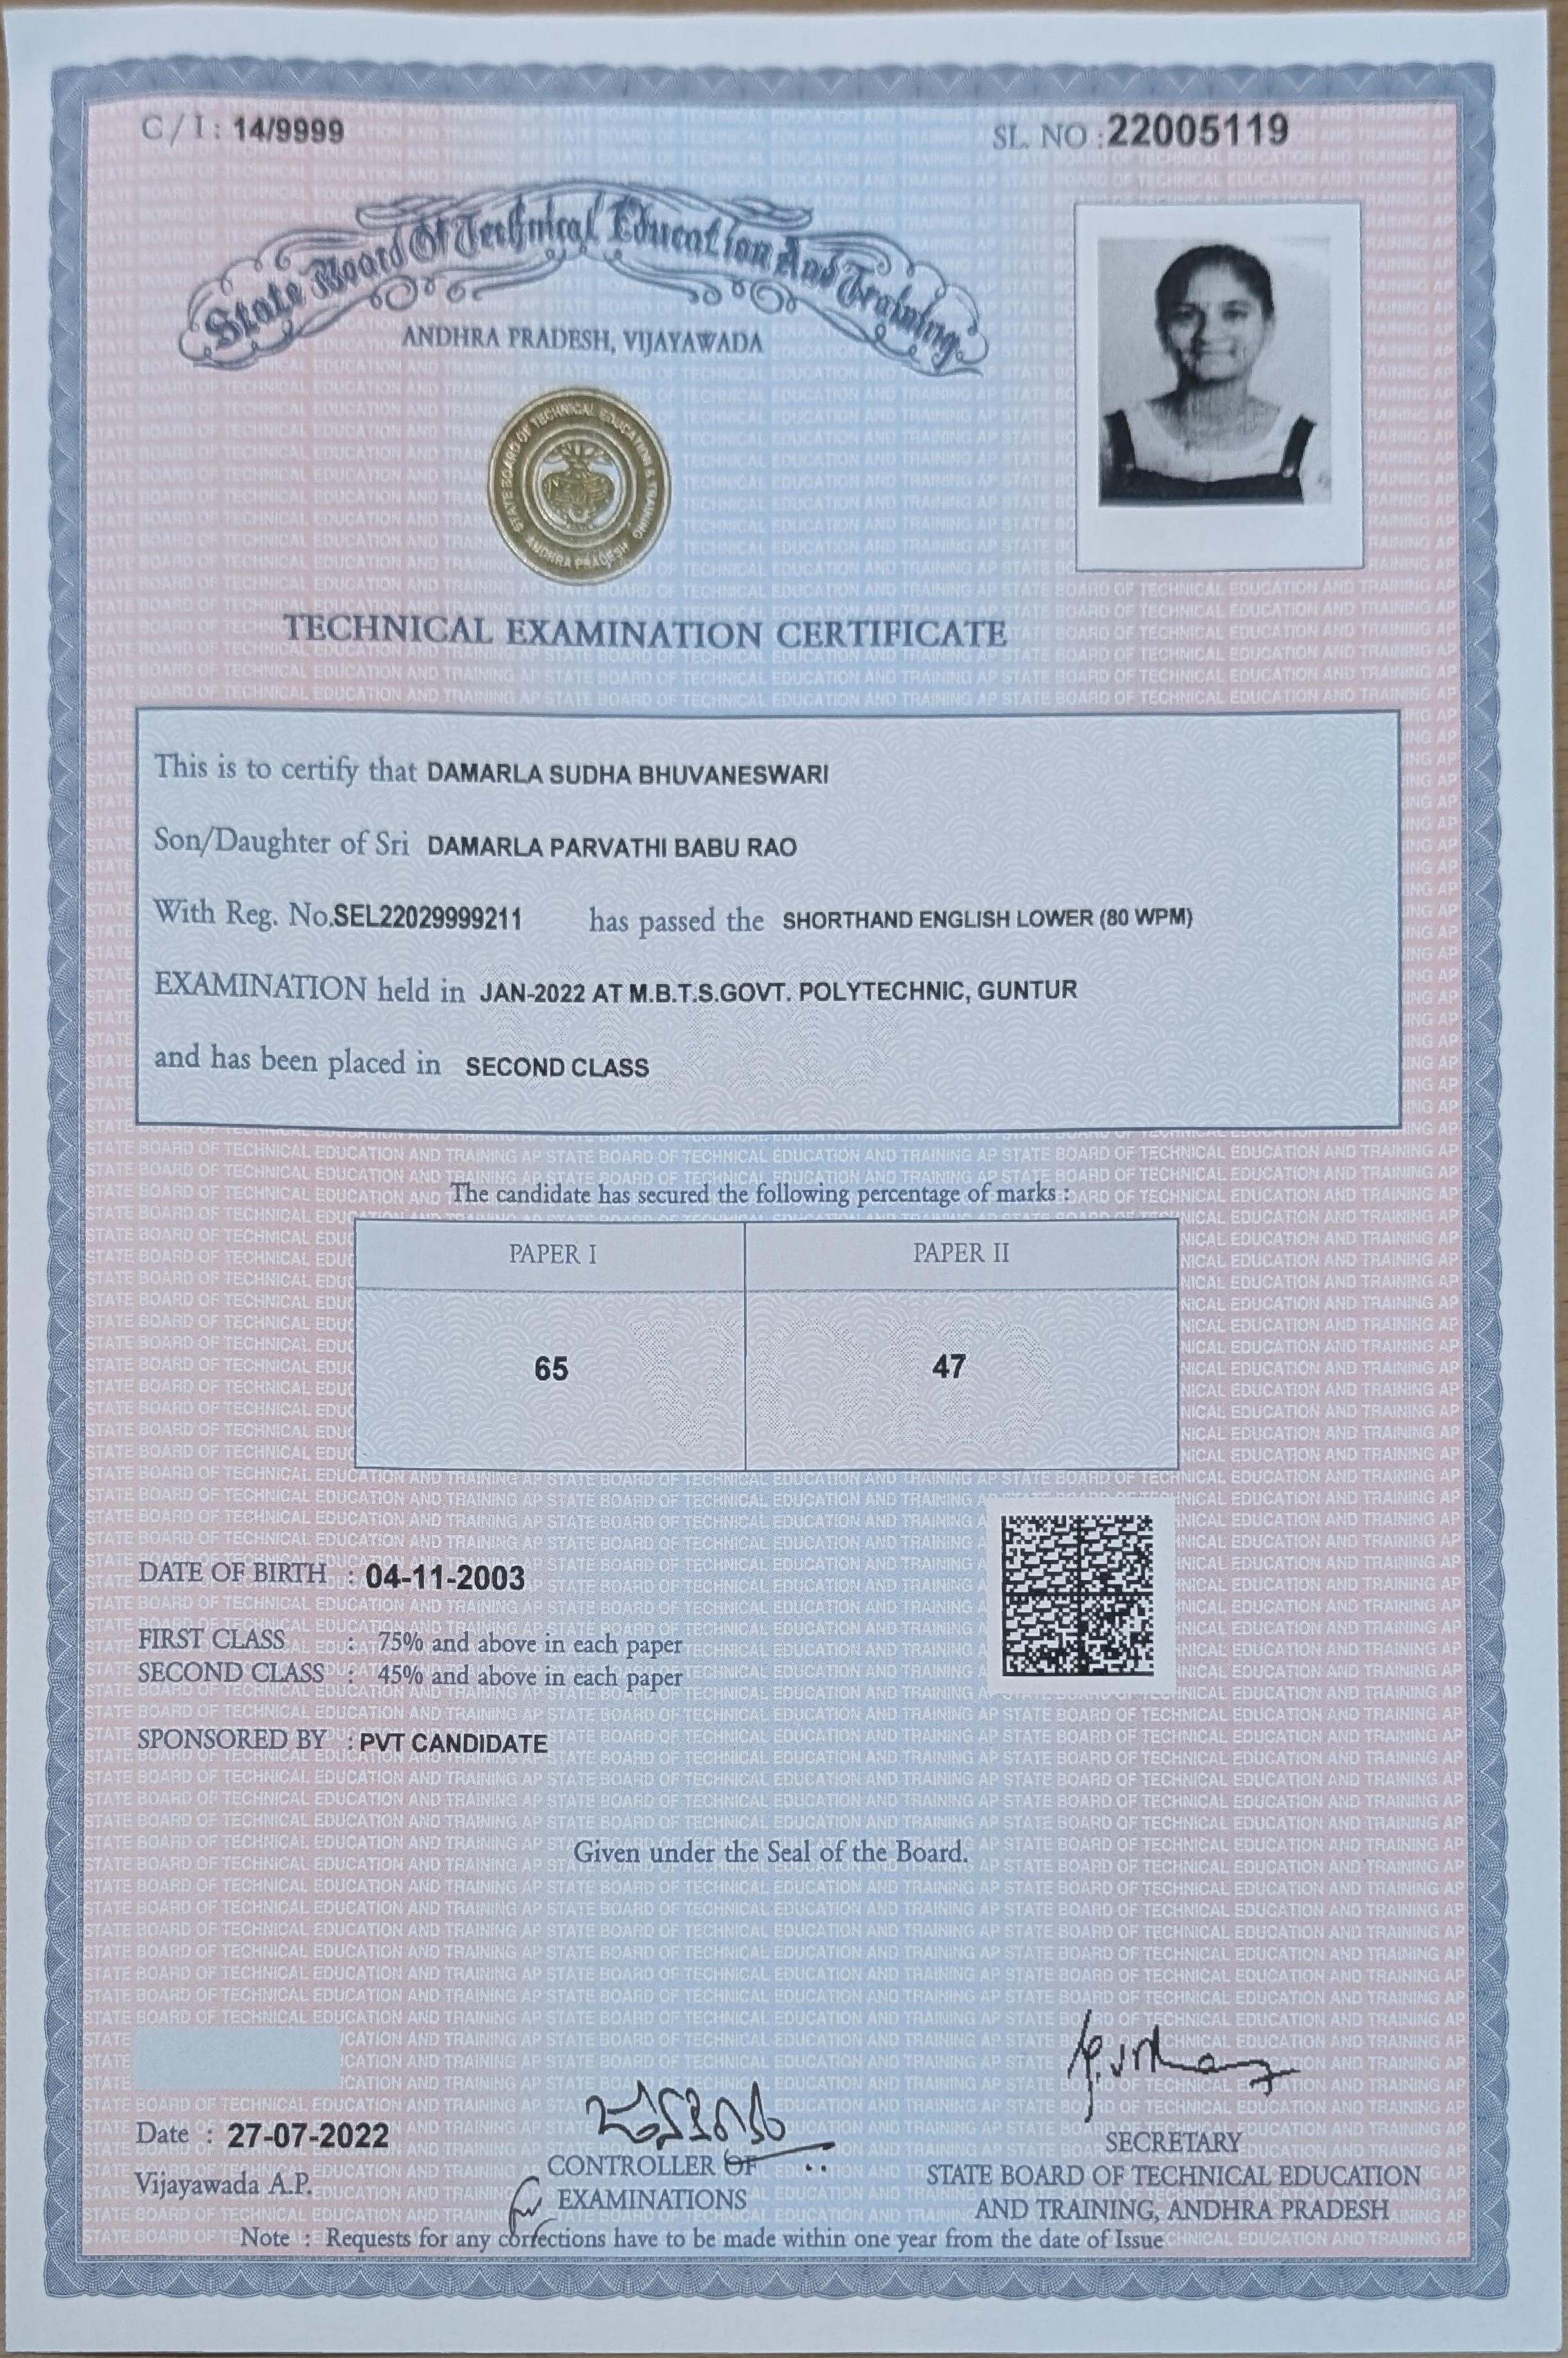 C / I : 14/9999
SL. NO :22005119
State Board Of Technical Education And Training
ANDHRA PRADESH, VIJAYAWADA
STATE BOARD OF TECHNICAL EDUCATION & TRAINING
ANDHRA PRADESH
TECHNICAL EXAMINATION CERTIFICATE
This is to certify that DAMARLA SUDHA BHUVANESWARI
Son/Daughter of Sri DAMARLA PARVATHI BABU RAO
With Reg. No.SEL22029999211 has passed the SHORTHAND ENGLISH LOWER (80 WPM)
EXAMINATION held in JAN-2022 AT M.B.T.S.GOVT. POLYTECHNIC, GUNTUR
and has been placed in SECOND CLASS
The candidate has secured the following percentage of marks :
PAPER I PAPER II
65 47
VOID
DATE OF BIRTH : 04-11-2003
FIRST CLASS : 75% and above in each paper
SECOND CLASS : 45% and above in each paper
SPONSORED BY : PVT CANDIDATE
Given under the Seal of the Board.
Date : 27-07-2022
Vijayawada A.P.
CONTROLLER OF
EXAMINATIONS
SECRETARY
STATE BOARD OF TECHNICAL EDUCATION
AND TRAINING, ANDHRA PRADESH
Note : Requests for any corrections have to be made within one year from the date of Issue